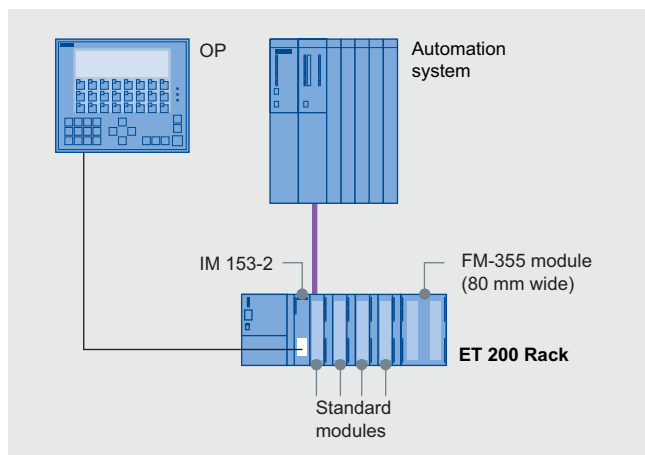 OP
Automation
system
IM 153-2
FM-355 module
(80 mm wide)
ET 200 Rack
Standard
modules